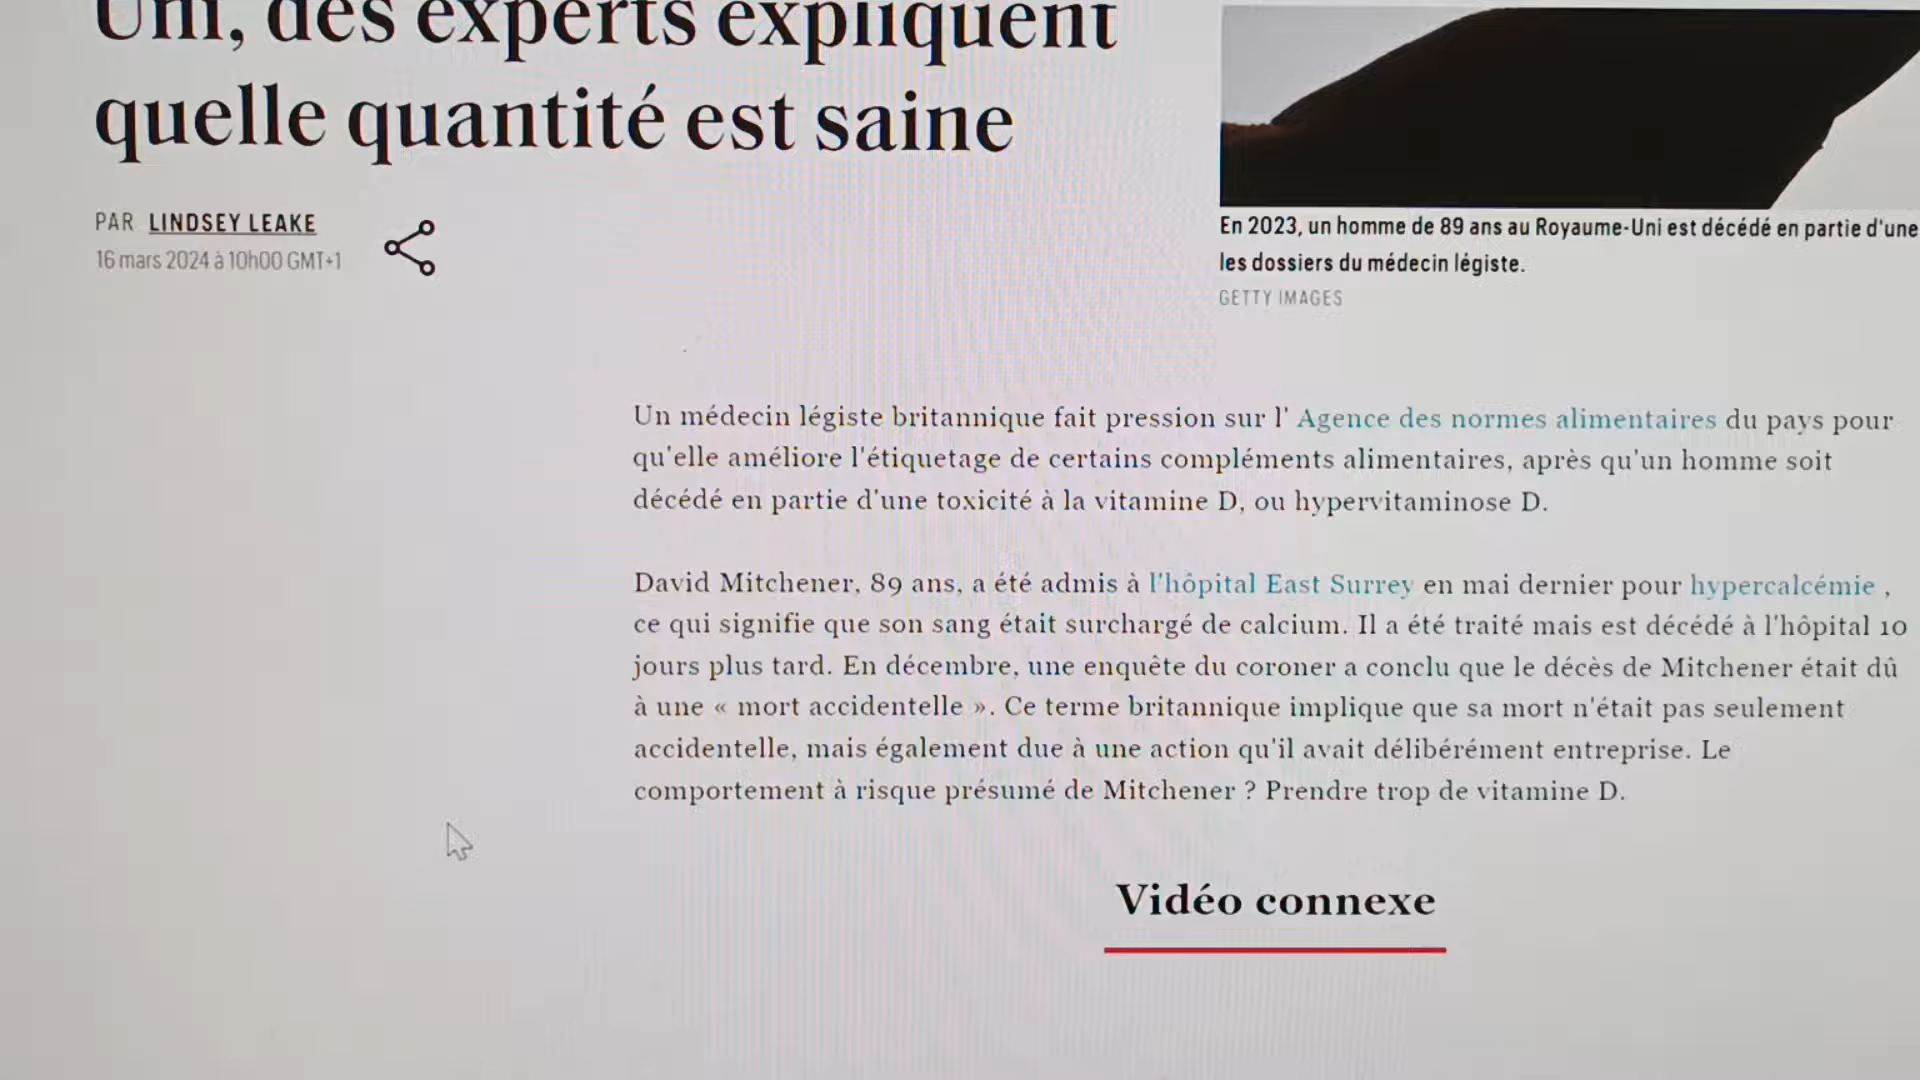 Uni, des experts expliquent
quelle quantité est saine
PAR LINDSEY LEAKE
16 mars 2024 à 10h00 GMT+1
En 2023, un homme de 89 ans au Royaume-Uni est décédé en partie d'une
les dossiers du médecin légiste.
GETTY IMAGES
Un médecin légiste britannique fait pression sur l' Agence des normes alimentaires du pays pour
qu'elle améliore l'étiquetage de certains compléments alimentaires, après qu'un homme soit
décédé en partie d'une toxicité à la vitamine D, ou hypervitaminose D.
David Mitchener, 89 ans, a été admis à l'hôpital East Surrey en mai dernier pour hypercalcémie ,
ce qui signifie que son sang était surchargé de calcium. Il a été traité mais est décédé à l'hôpital 10
jours plus tard. En décembre, une enquête du coroner a conclu que le décès de Mitchener était dû
à une « mort accidentelle ». Ce terme britannique implique que sa mort n'était pas seulement
accidentelle, mais également due à une action qu'il avait délibérément entreprise. Le
comportement à risque présumé de Mitchener ? Prendre trop de vitamine D.
Vidéo connexe